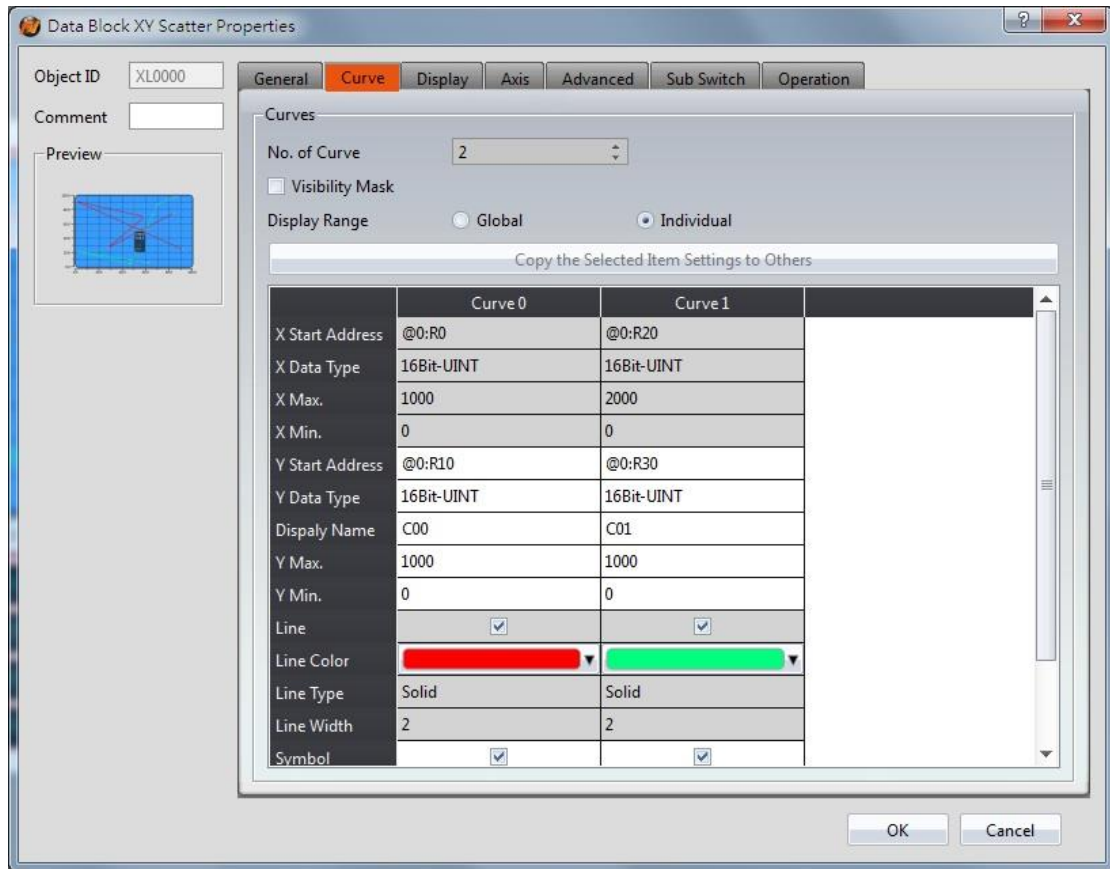 Data Block XY Scatter Properties
Object ID XL0000
Comment
Preview
General Curve Display Axis Advanced Sub Switch Operation
Curves
No. of Curve 2
Visibility Mask
Display Range Global Individual
Copy the Selected Item Settings to Others
Curve 0 Curve 1
X Start Address @0:R0 @0:R20
X Data Type 16Bit-UINT 16Bit-UINT
X Max. 1000 2000
X Min. 0 0
Y Start Address @0:R10 @0:R30
Y Data Type 16Bit-UINT 16Bit-UINT
Dispaly Name C00 C01
Y Max. 1000 1000
Y Min. 0 0
Line
Line Color
Line Type Solid Solid
Line Width 2 2
Symbol
OK Cancel